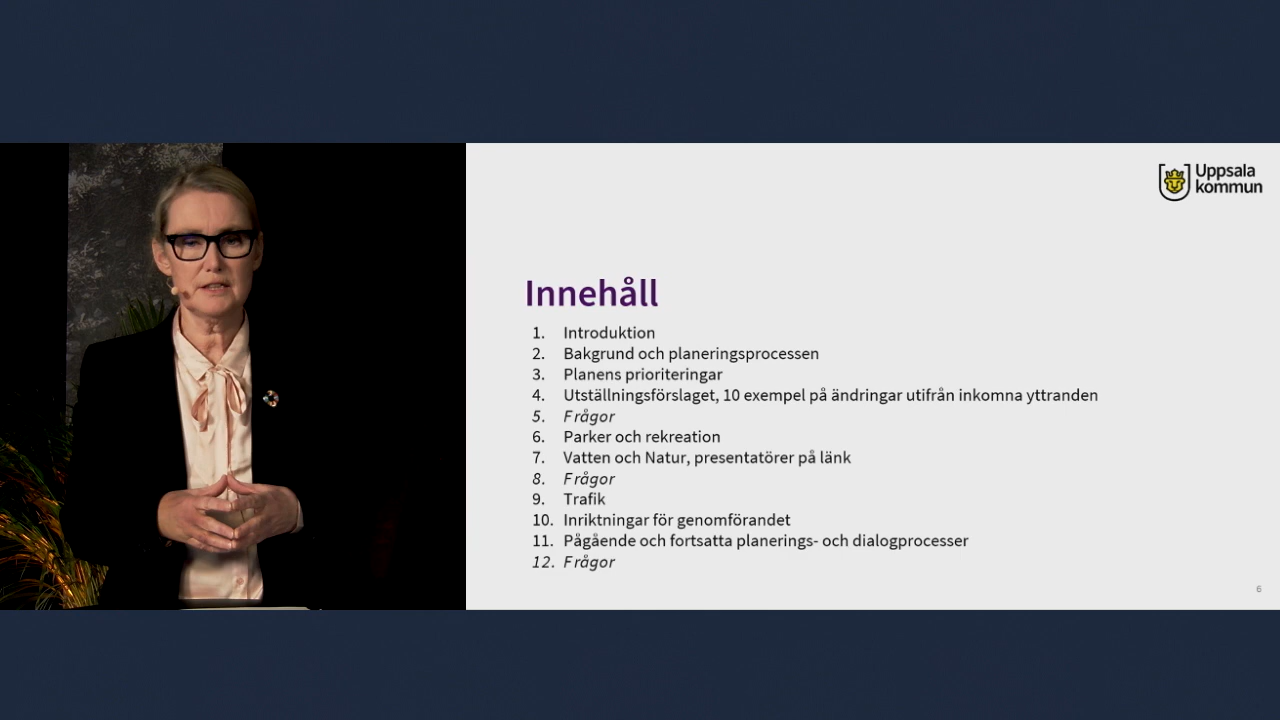 Uppsala
kommun
Innehåll
1. Introduktion
2. Bakgrund och planeringsprocessen
3. Planens prioriteringar
4. Utställningsförslaget, 10 exempel på ändringar utifrån inkomna yttranden
5. Frågor
6. Parker och rekreation
7. Vatten och Natur, presentatörer på länk
8. Frågor
9. Trafik
10. Inriktningar för genomförandet
11. Pågående och fortsatta planerings- och dialogprocesser
12. Frågor
6